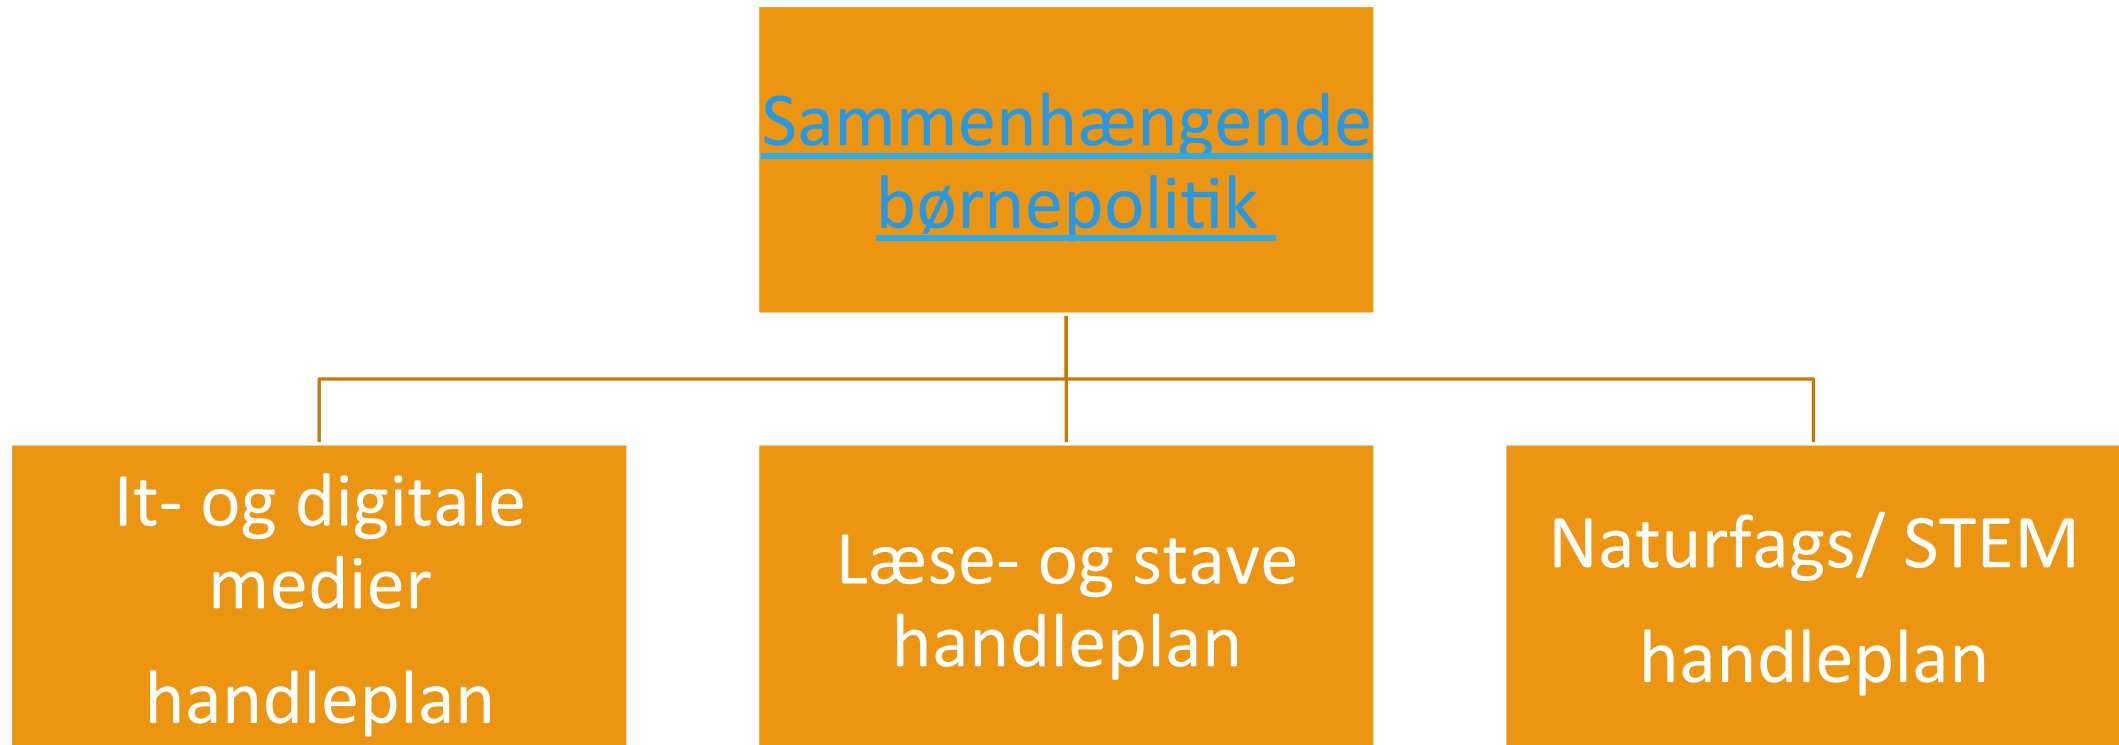 Sammenhængende
børnepolitik
It- og digitale
medier
handleplan
Læse- og stave
handleplan
Naturfags/ STEM
handleplan